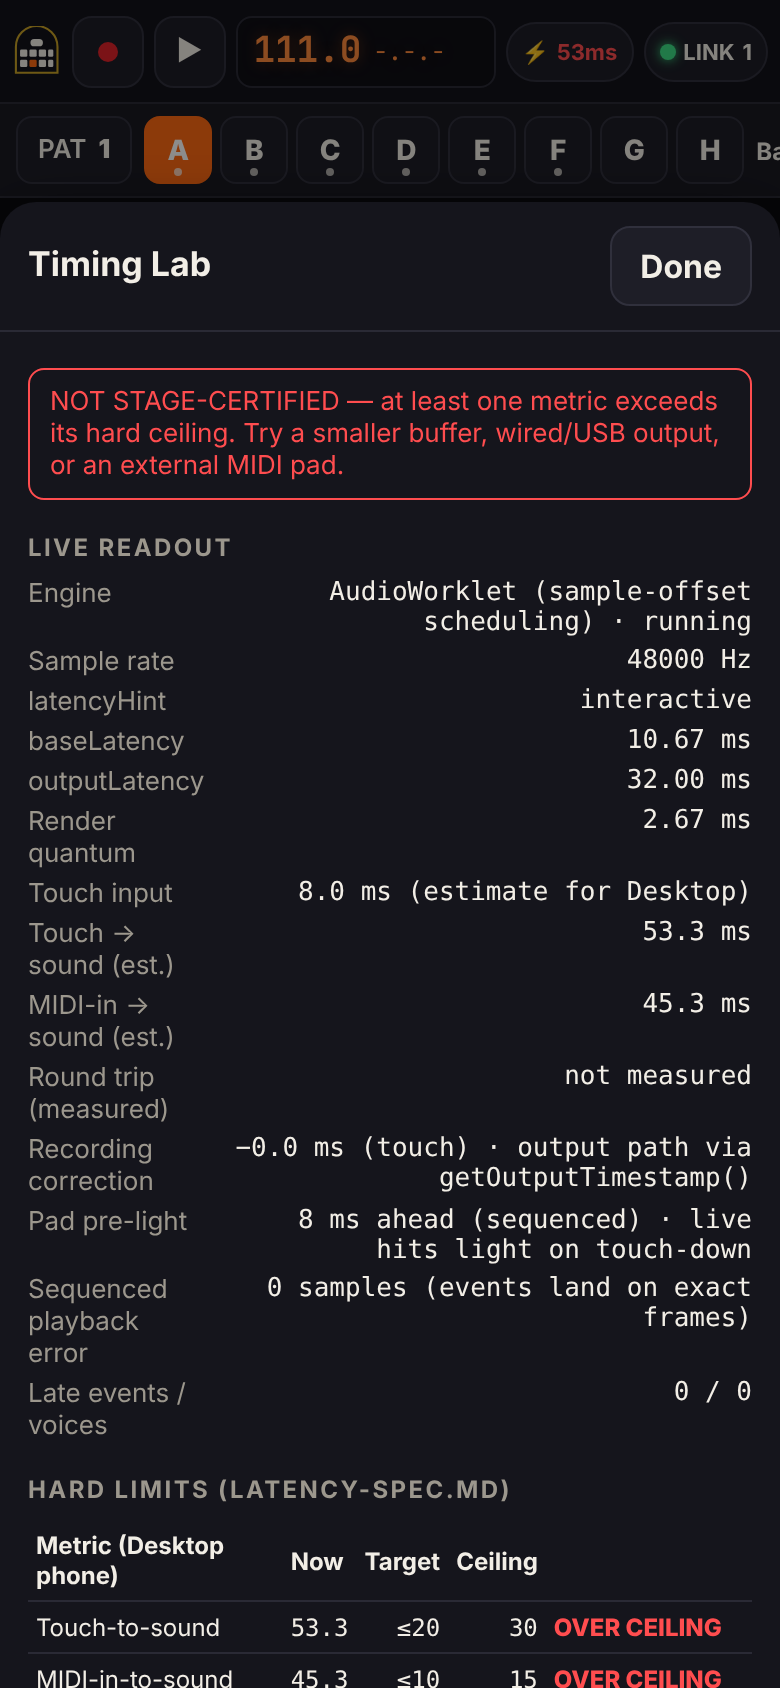 111.0 -.-.-
⚡ 53ms
LINK 1
PAT 1 A B C D E F G H Ba
Timing Lab
Done
NOT STAGE-CERTIFIED — at least one metric exceeds
its hard ceiling. Try a smaller buffer, wired/USB output,
or an external MIDI pad.
LIVE READOUT
Engine AudioWorklet (sample-offset
scheduling) · running
Sample rate 48000 Hz
latencyHint interactive
baseLatency 10.67 ms
outputLatency 32.00 ms
Render 2.67 ms
quantum
Touch input 8.0 ms (estimate for Desktop)
Touch → 53.3 ms
sound (est.)
MIDI-in → 45.3 ms
sound (est.)
Round trip not measured
(measured)
Recording −0.0 ms (touch) · output path via
correction getOutputTimestamp()
Pad pre-light 8 ms ahead (sequenced) · live
hits light on touch-down
Sequenced 0 samples (events land on exact
playback frames)
error
Late events / 0 / 0
voices
HARD LIMITS (LATENCY-SPEC.MD)
Metric (Desktop
phone) Now Target Ceiling
Touch-to-sound 53.3 ≤20 30 OVER CEILING
MIDI-in-to-sound 45.3 ≤10 15 OVER CEILING